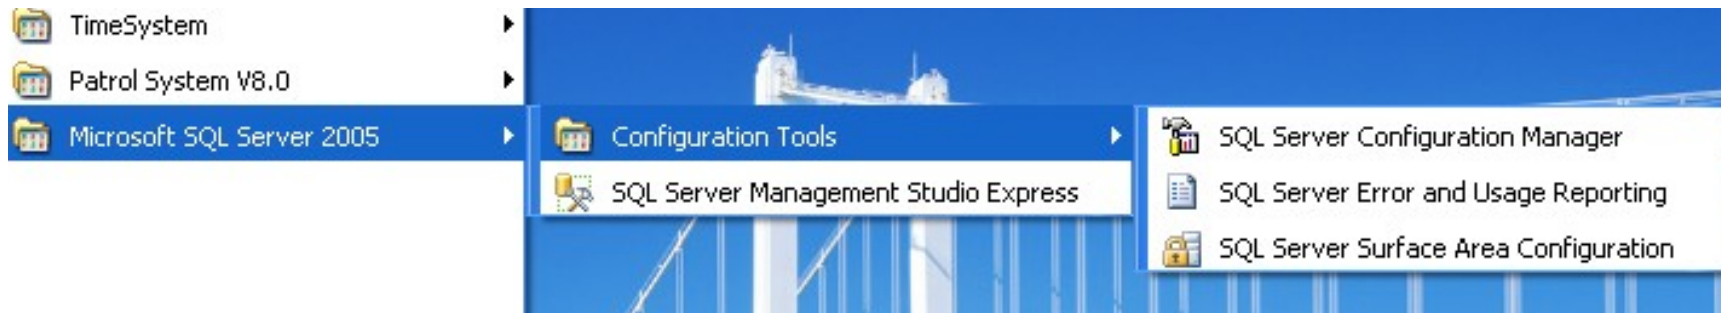 TimeSystem
Patrol System V8.0
Microsoft SQL Server 2005
Configuration Tools
SQL Server Management Studio Express
SQL Server Configuration Manager
SQL Server Error and Usage Reporting
SQL Server Surface Area Configuration